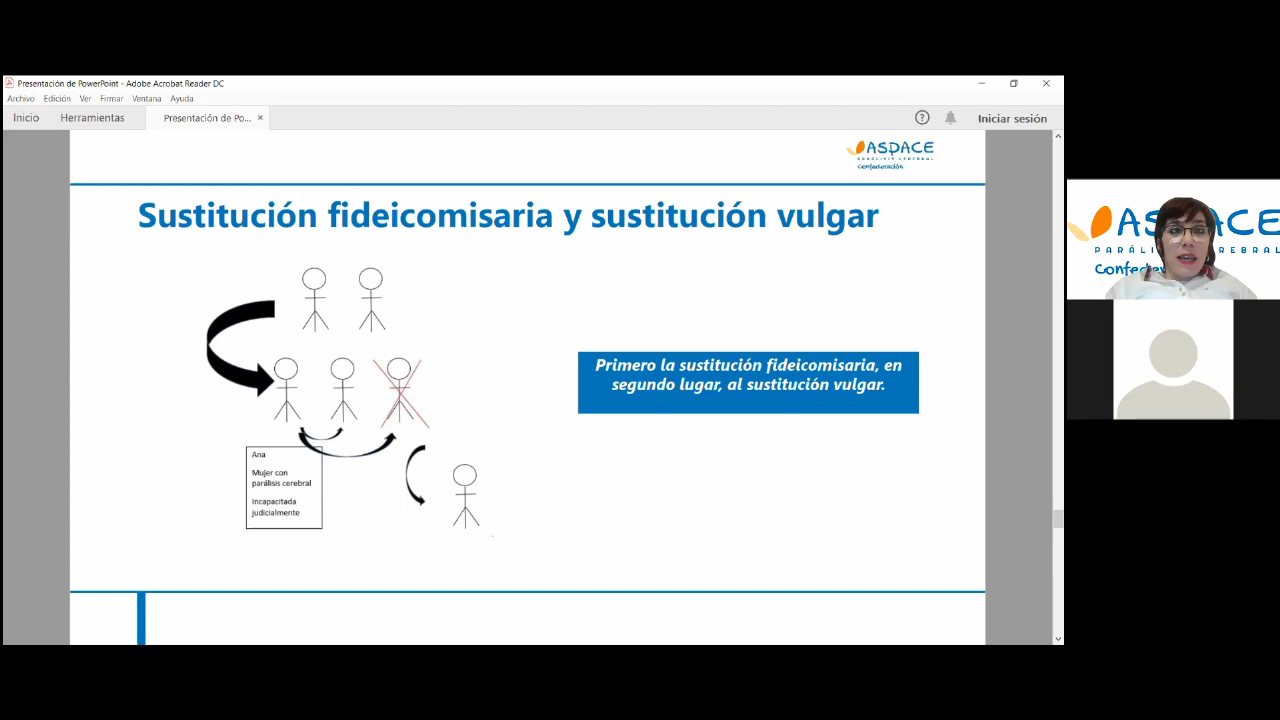 Presentación de PowerPoint - Adobe Acrobat Reader DC
Archivo Edición Ver Firmar Ventana Ayuda
Inicio Herramientas Presentación de Po... × ? Iniciar sesión
ASPACE
PARÁLISIS CEREBRAL
Confederación
Sustitución fideicomisaria y sustitución vulgar
Primero la sustitución fideicomisaria, en
segundo lugar, al sustitución vulgar.
Ana
Mujer con
parálisis cerebral
Incapacitada
judicialmente